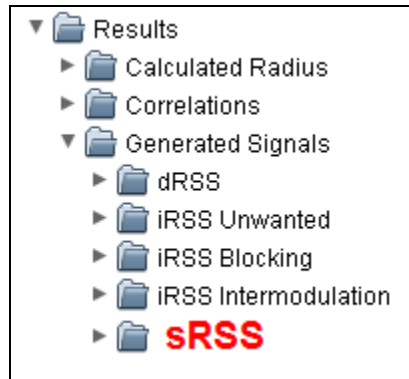 Results
Calculated Radius
Correlations
Generated Signals
dRSS
iRSS Unwanted
iRSS Blocking
iRSS Intermodulation
sRSS